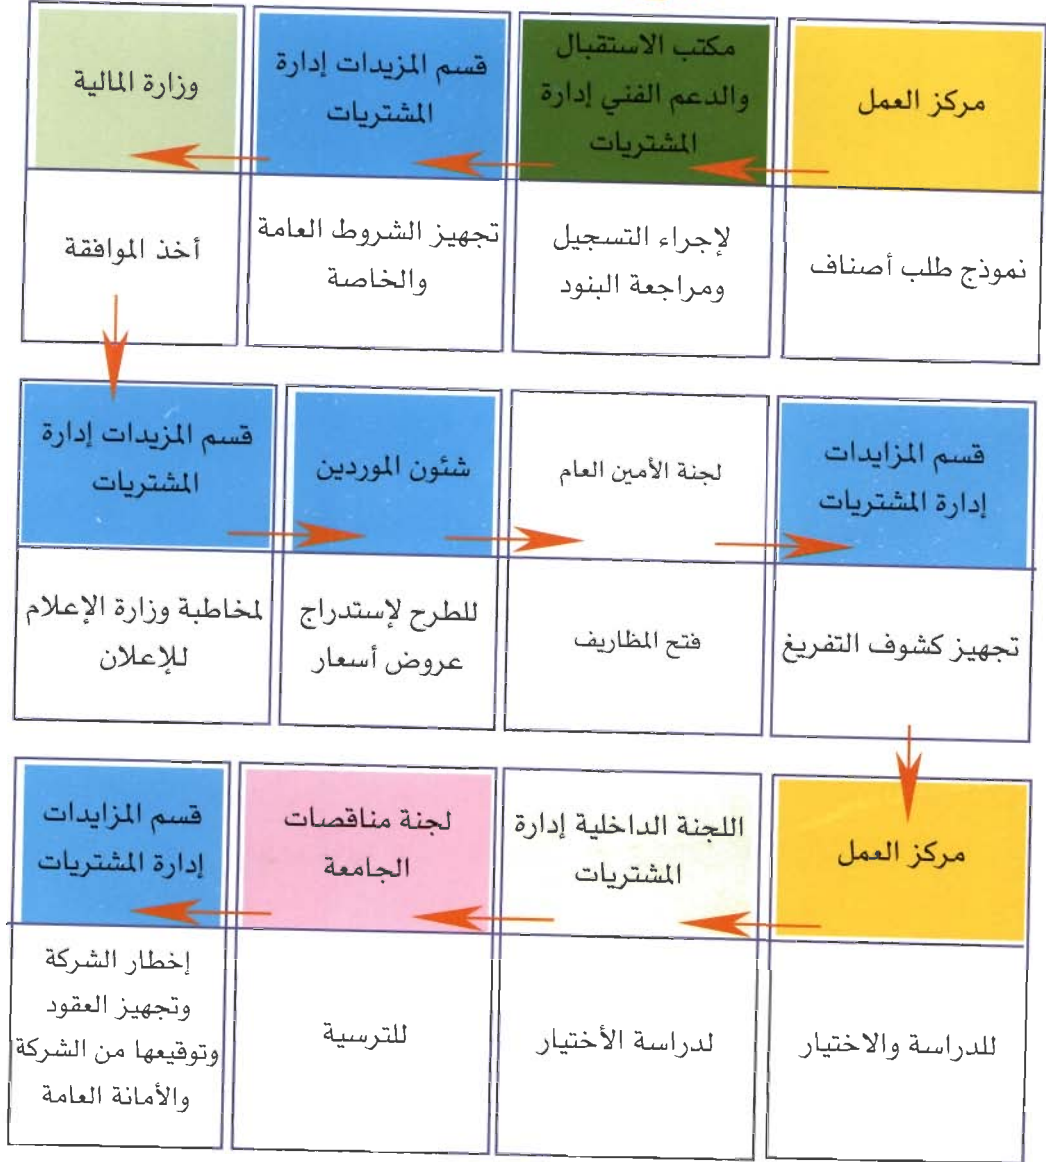 مركز العمل
نموذج طلب أصناف
مكتب الاستقبال
والدعم الفني إدارة
المشتريات
لإجراء التسجيل
ومراجعة البنود
قسم المزيدات إدارة
المشتريات
تجهيز الشروط العامة
والخاصة
وزارة المالية
أخذ الموافقة
قسم المزيدات إدارة
المشتريات
لمخاطبة وزارة الإعلام
للإعلان
شئون الموردين
للطرح لإستدراج
عروض أسعار
لجنة الأمين العام
فتح المظاريف
قسم المزايدات
إدارة المشتريات
تجهيز كشوف التفريغ
مركز العمل
للدراسة والاختيار
اللجنة الداخلية إدارة
المشتريات
لدراسة الأختيار
لجنة مناقصات
الجامعة
للترسية
قسم المزايدات
إدارة المشتريات
إخطار الشركة
وتجهيز العقود
وتوقيعها من الشركة
والأمانة العامة